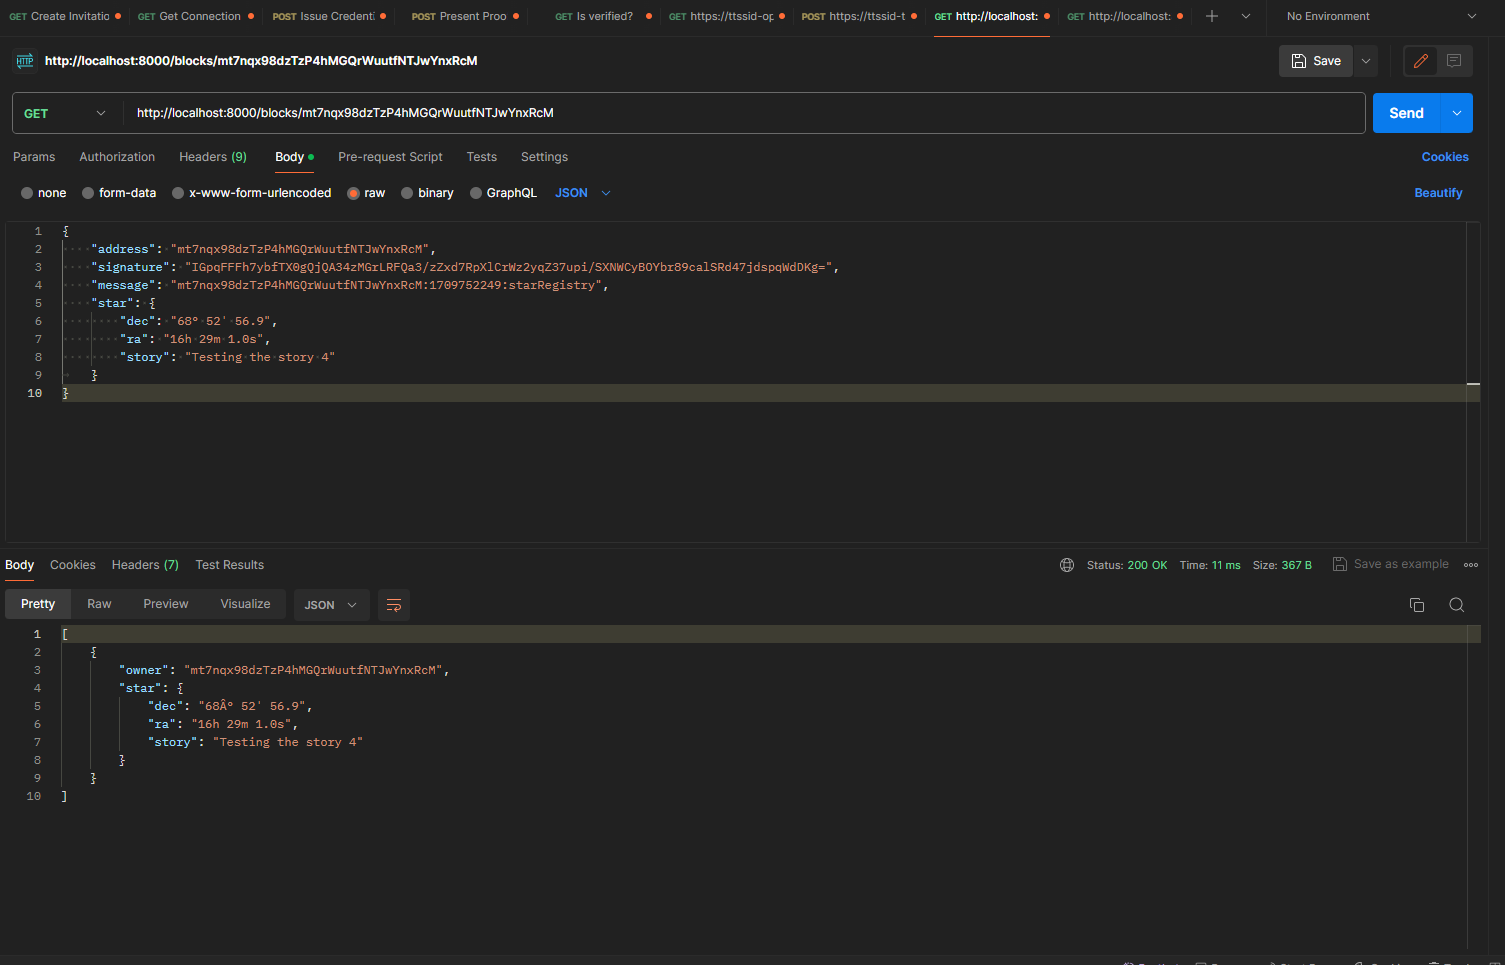 GET Create Invitatio GET Get Connection POST Issue Credenti POST Present Proo GET Is verified? GET https://ttssid-op POST https://ttssid-t GET http://localhost: GET http://localhost: No Environment
HTTP http://localhost:8000/blocks/mt7nqx98dzTzP4hMGQrWuutfNTJwYnxRcM Save
GET http://localhost:8000/blocks/mt7nqx98dzTzP4hMGQrWuutfNTJwYnxRcM Send
Params Authorization Headers (9) Body Pre-request Script Tests Settings Cookies
none form-data x-www-form-urlencoded raw binary GraphQL JSON Beautify
1 {
2 "address": "mt7nqx98dzTzP4hMGQrWuutfNTJwYnxRcM",
3 "signature": "IGpqFFFh7ybfTX0gQjQA34zMGrLRFQa3/zZxd7RpXlCrWz2yqZ37upi/SXNWCyBOYbr89calSRd47jdspqWdDKg=",
4 "message": "mt7nqx98dzTzP4hMGQrWuutfNTJwYnxRcM:1709752249:starRegistry",
5 "star": {
6 "dec": "68° 52' 56.9",
7 "ra": "16h 29m 1.0s",
8 "story": "Testing the story 4"
9 }
10 }
Body Cookies Headers (7) Test Results Status: 200 OK Time: 11 ms Size: 367 B Save as example
Pretty Raw Preview Visualize JSON
1 [
2 {
3 "owner": "mt7nqx98dzTzP4hMGQrWuutfNTJwYnxRcM",
4 "star": {
5 "dec": "68Â° 52' 56.9",
6 "ra": "16h 29m 1.0s",
7 "story": "Testing the story 4"
8 }
9 }
10 ]